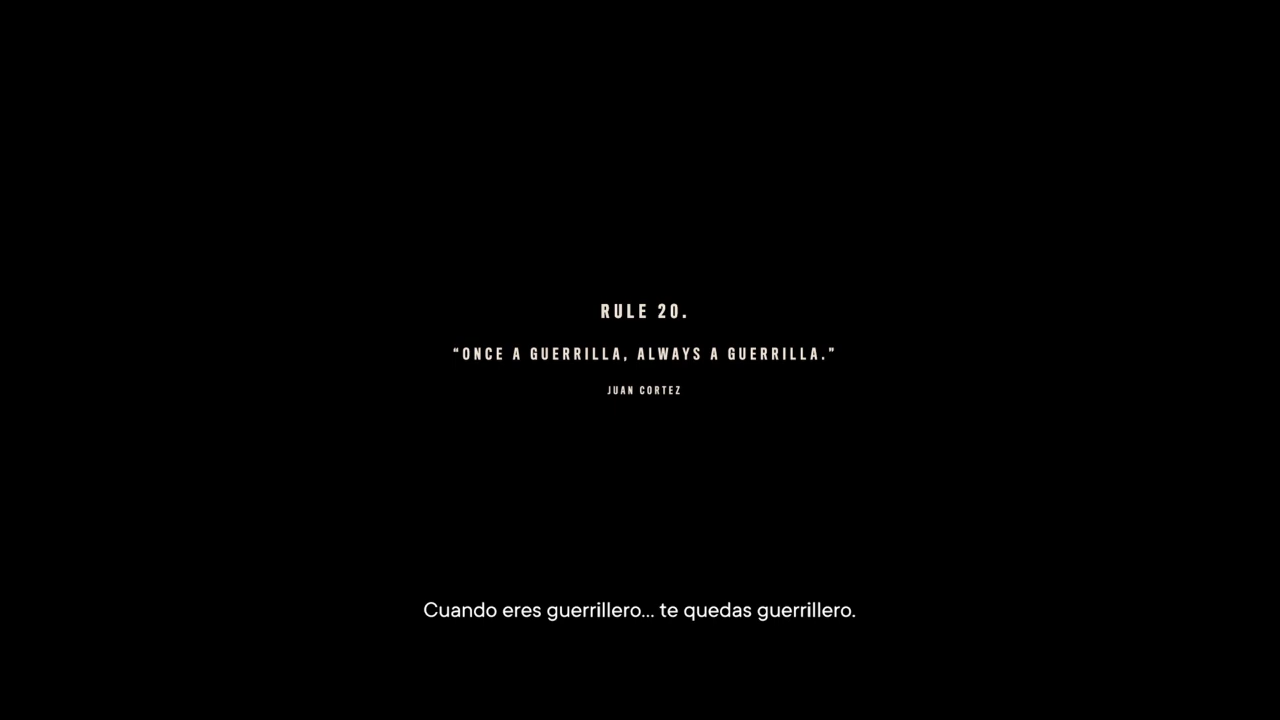 RULE 20.
“ONCE A GUERRILLA, ALWAYS A GUERRILLA.”
JUAN CORTEZ
Cuando eres guerrillero... te quedas guerrillero.